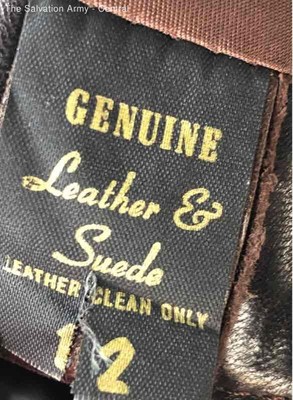 The Salvation Army - Central
GENUINE
Leather &
Suede
LEATHER CLEAN ONLY
12